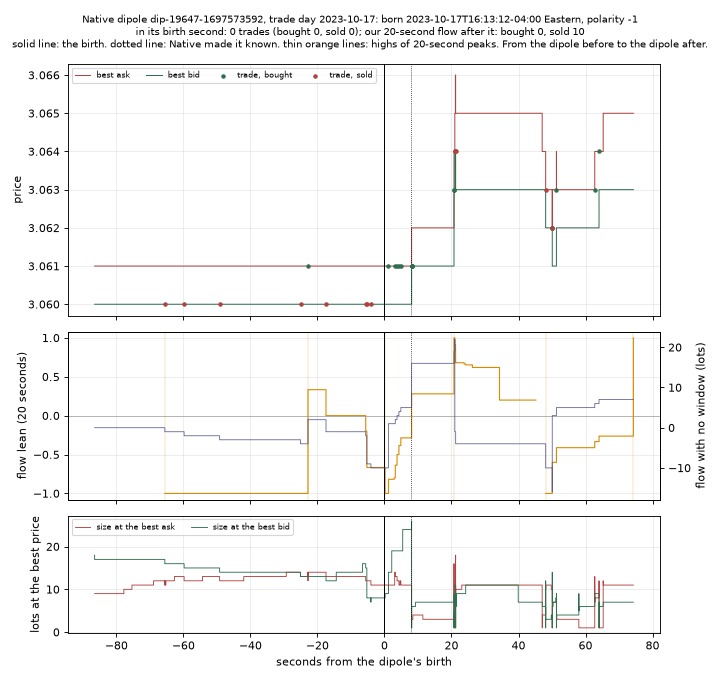 Native dipole dip-19647-1697573592, trade day 2023-10-17: born 2023-10-17T16:13:12-04:00 Eastern, polarity -1
in its birth second: 0 trades (bought 0, sold 0); our 20-second flow after it: bought 0, sold 10
solid line: the birth. dotted line: Native made it known. thin orange lines: highs of 20-second peaks. From the dipole before to the dipole after.
best ask best bid trade, bought trade, sold
3.066
3.065
3.064
3.063
3.062
3.061
3.060
price
1.0
0.5
0.0
−0.5
−1.0
flow lean (20 seconds)
20
10
0
−10
flow with no window (lots)
size at the best ask size at the best bid
20
10
0
lots at the best price
−80 −60 −40 −20 0 20 40 60 80
seconds from the dipole's birth